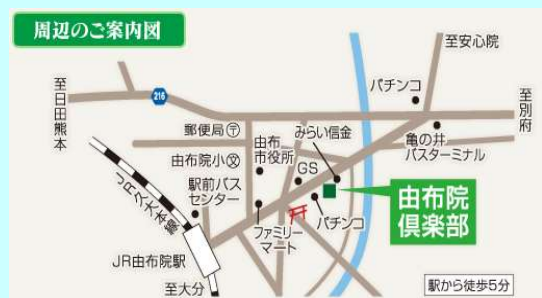 周辺のご案内図
至安心院
パチンコ
至日田熊本
216
至別府
郵便局〒
みらい信金
由布院小文
由布
市役所
亀の井
バスターミナル
GS
駅前バス
センター
JR久大本線
由布院
倶楽部
パチンコ
ファミリー
マート
JR由布院駅
至大分
駅から徒歩5分